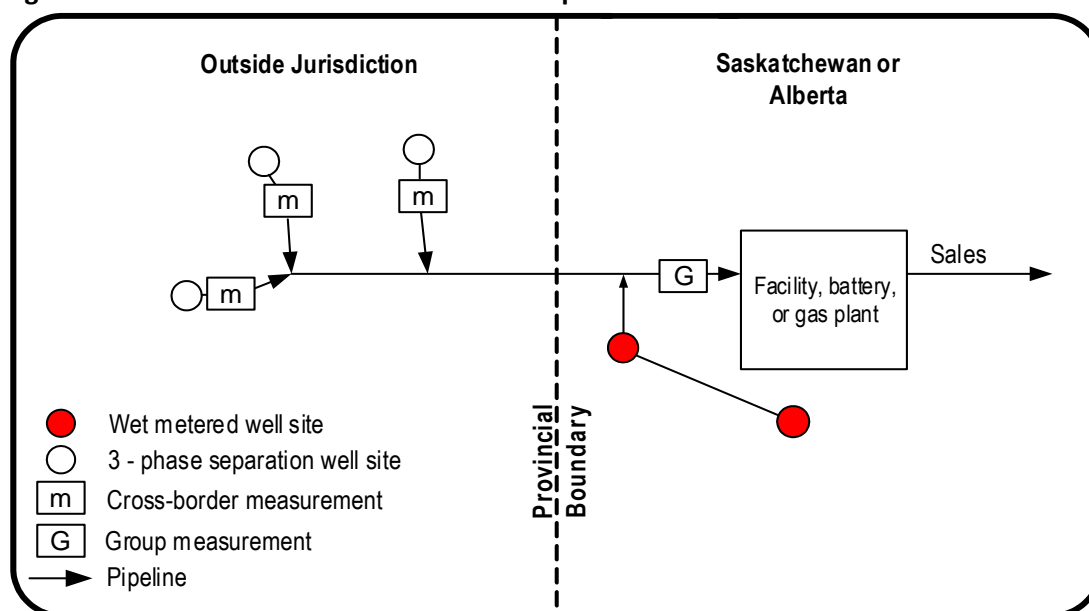 Outside Jurisdiction
Saskatchewan or
Alberta
m
m
m
G
Facility, battery,
or gas plant
Sales
Provincial
Boundary
Wet metered well site
3 - phase separation well site
m Cross-border measurement
G Group measurement
Pipeline